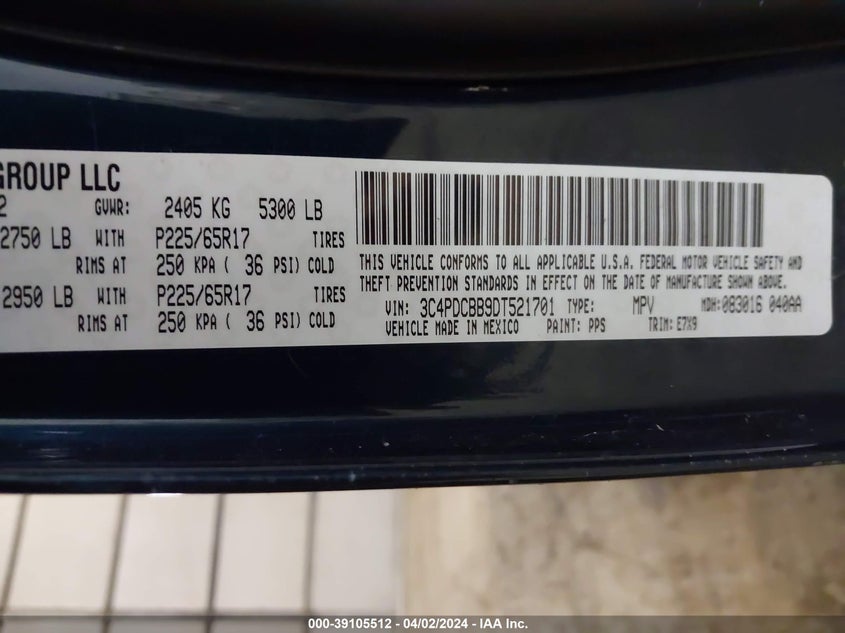 GROUP LLC
2 GVWR: 2405 KG 5300 LB
2750 LB WITH P225/65R17 TIRES
RIMS AT 250 KPA ( 36 PSI) COLD
2950 LB WITH P225/65R17 TIRES
RIMS AT 250 KPA ( 36 PSI) COLD
THIS VEHICLE CONFORMS TO ALL APPLICABLE U.S.A. FEDERAL MOTOR VEHICLE SAFETY AND
THEFT PREVENTION STANDARDS IN EFFECT ON THE DATE OF MANUFACTURE SHOWN ABOVE.
VIN: 3C4PDCBB9DT521701 TYPE: MPV MDH: 083016 040AA
VEHICLE MADE IN MEXICO PAINT: PPS TRIM: E7X9
000-39105512 - 04/02/2024 - IAA Inc.